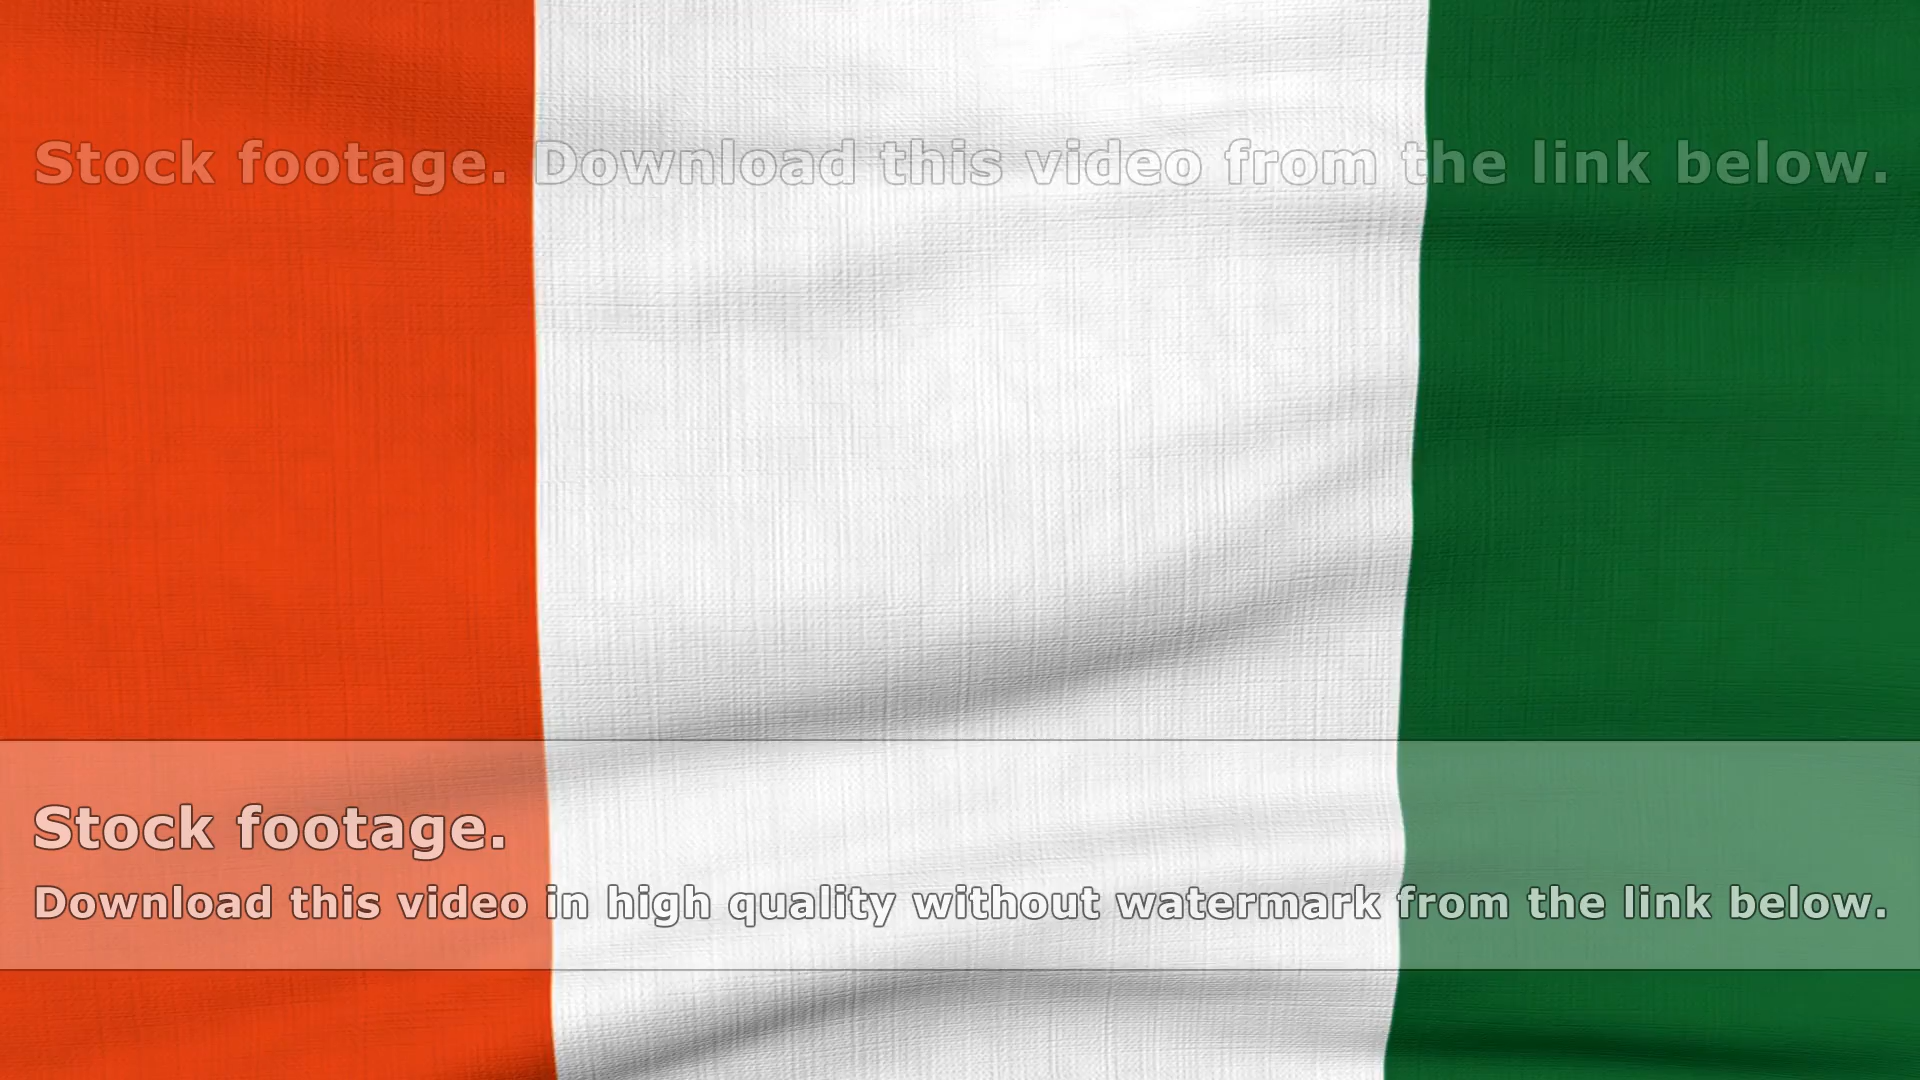 Stock footage. Download this video from the link below.
Stock footage.
Download this video in high quality without watermark from the link below.